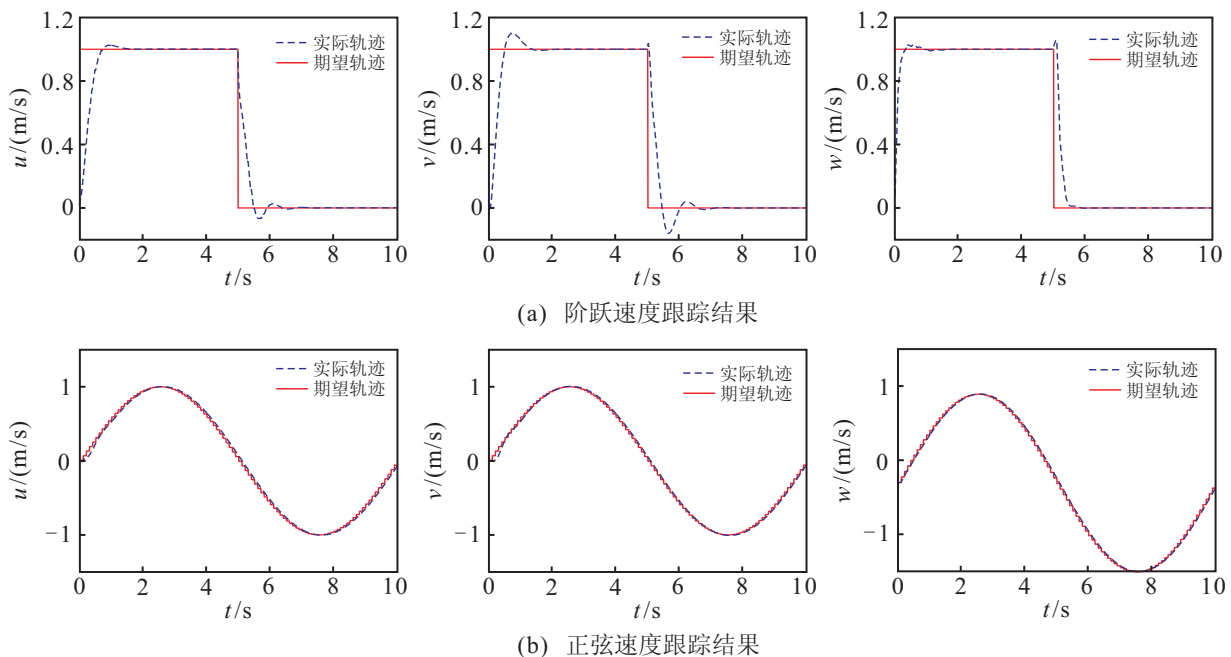 1.2
0.8
0.4
0
u/(m/s)
实际轨迹
期望轨迹
0 2 4 6 8 10
t/s
1.2
0.8
0.4
0
v/(m/s)
实际轨迹
期望轨迹
0 2 4 6 8 10
t/s
1.2
0.8
0.4
0
w/(m/s)
实际轨迹
期望轨迹
0 2 4 6 8 10
t/s
(a) 阶跃速度跟踪结果
1
0
−1
u/(m/s)
实际轨迹
期望轨迹
0 2 4 6 8 10
t/s
1
0
−1
v/(m/s)
实际轨迹
期望轨迹
0 2 4 6 8 10
t/s
1
0
−1
w/(m/s)
实际轨迹
期望轨迹
0 2 4 6 8 10
t/s
(b) 正弦速度跟踪结果